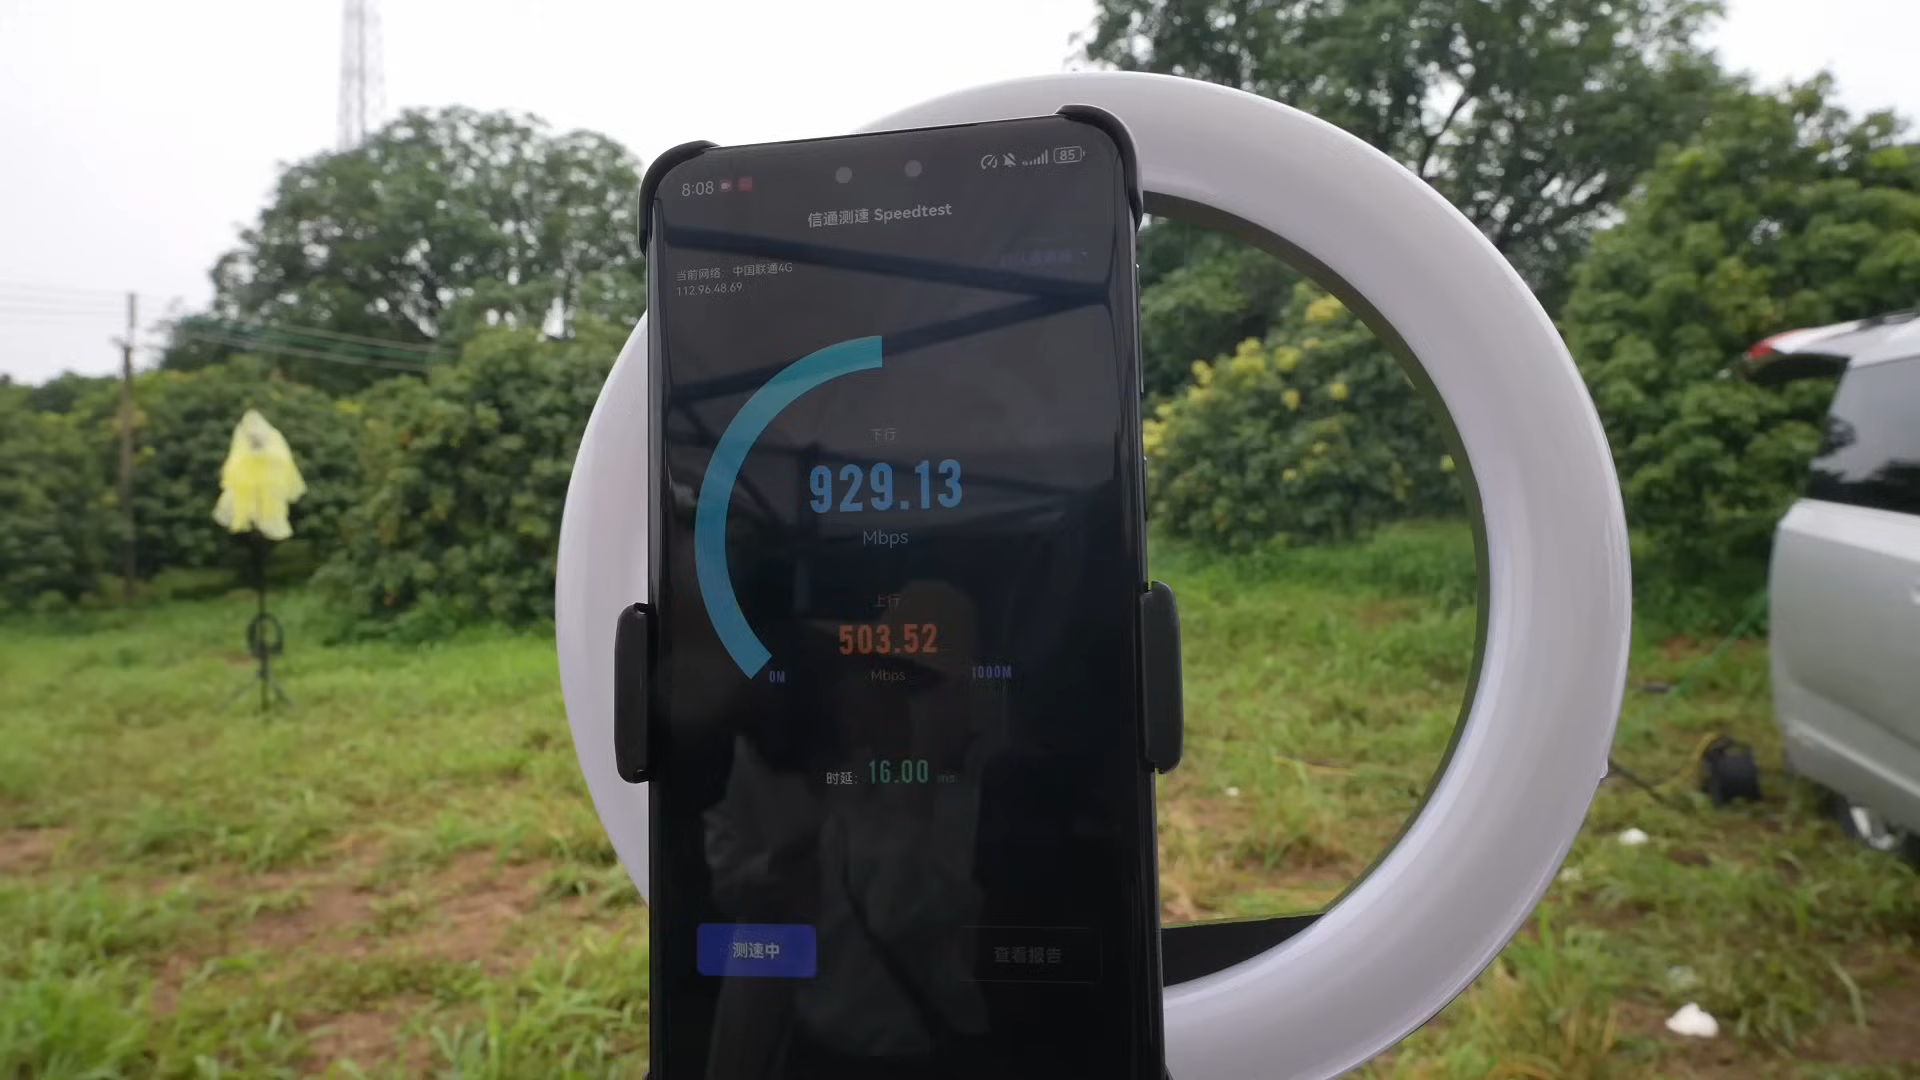 8:08
85
信通测速 Speedtest
当前网络: 中国联通4G
112.96.48.69
下行
929.13
Mbps
上行
503.52
Mbps
0M
1000M
时延: 16.00 ms
测速中
查看报告